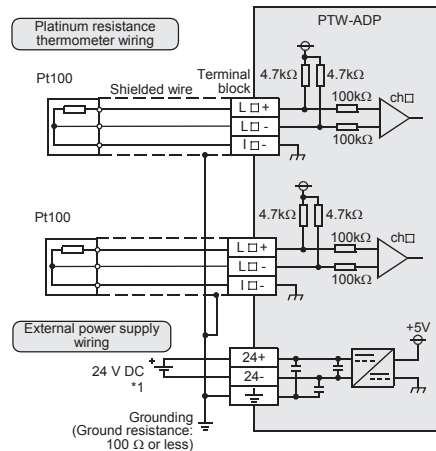 Platinum resistance
thermometer wiring
PTW-ADP
Pt100
Shielded wire
Terminal
block
4.7kΩ 4.7kΩ
100kΩ
ch□
L□+
L□-
I□-
100kΩ
Pt100
4.7kΩ 4.7kΩ
100kΩ
ch□
L□+
L□-
I□-
100kΩ
External power supply
wiring
+5V
24 V DC
*1
+
24+
24-
Grounding
(Ground resistance:
100 Ω or less)